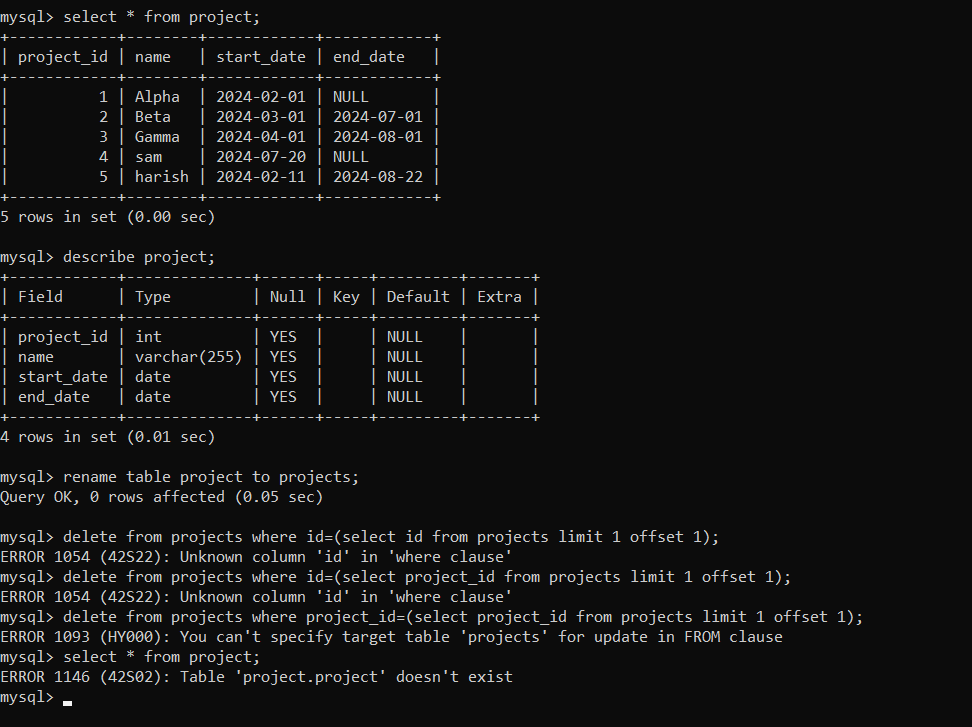 mysql> select * from project;
+------------+--------+------------+------------+
| project_id | name   | start_date | end_date   |
+------------+--------+------------+------------+
|          1 | Alpha  | 2024-02-01 | NULL       |
|          2 | Beta   | 2024-03-01 | 2024-07-01 |
|          3 | Gamma  | 2024-04-01 | 2024-08-01 |
|          4 | sam    | 2024-07-20 | NULL       |
|          5 | harish | 2024-02-11 | 2024-08-22 |
+------------+--------+------------+------------+
5 rows in set (0.00 sec)

mysql> describe project;
+------------+--------------+------+-----+---------+-------+
| Field      | Type         | Null | Key | Default | Extra |
+------------+--------------+------+-----+---------+-------+
| project_id | int          | YES  |     | NULL    |       |
| name       | varchar(255) | YES  |     | NULL    |       |
| start_date | date         | YES  |     | NULL    |       |
| end_date   | date         | YES  |     | NULL    |       |
+------------+--------------+------+-----+---------+-------+
4 rows in set (0.01 sec)

mysql> rename table project to projects;
Query OK, 0 rows affected (0.05 sec)

mysql> delete from projects where id=(select id from projects limit 1 offset 1);
ERROR 1054 (42S22): Unknown column 'id' in 'where clause'
mysql> delete from projects where id=(select project_id from projects limit 1 offset 1);
ERROR 1054 (42S22): Unknown column 'id' in 'where clause'
mysql> delete from projects where project_id=(select project_id from projects limit 1 offset 1);
ERROR 1093 (HY000): You can't specify target table 'projects' for update in FROM clause
mysql> select * from project;
ERROR 1146 (42S02): Table 'project.project' doesn't exist
mysql>